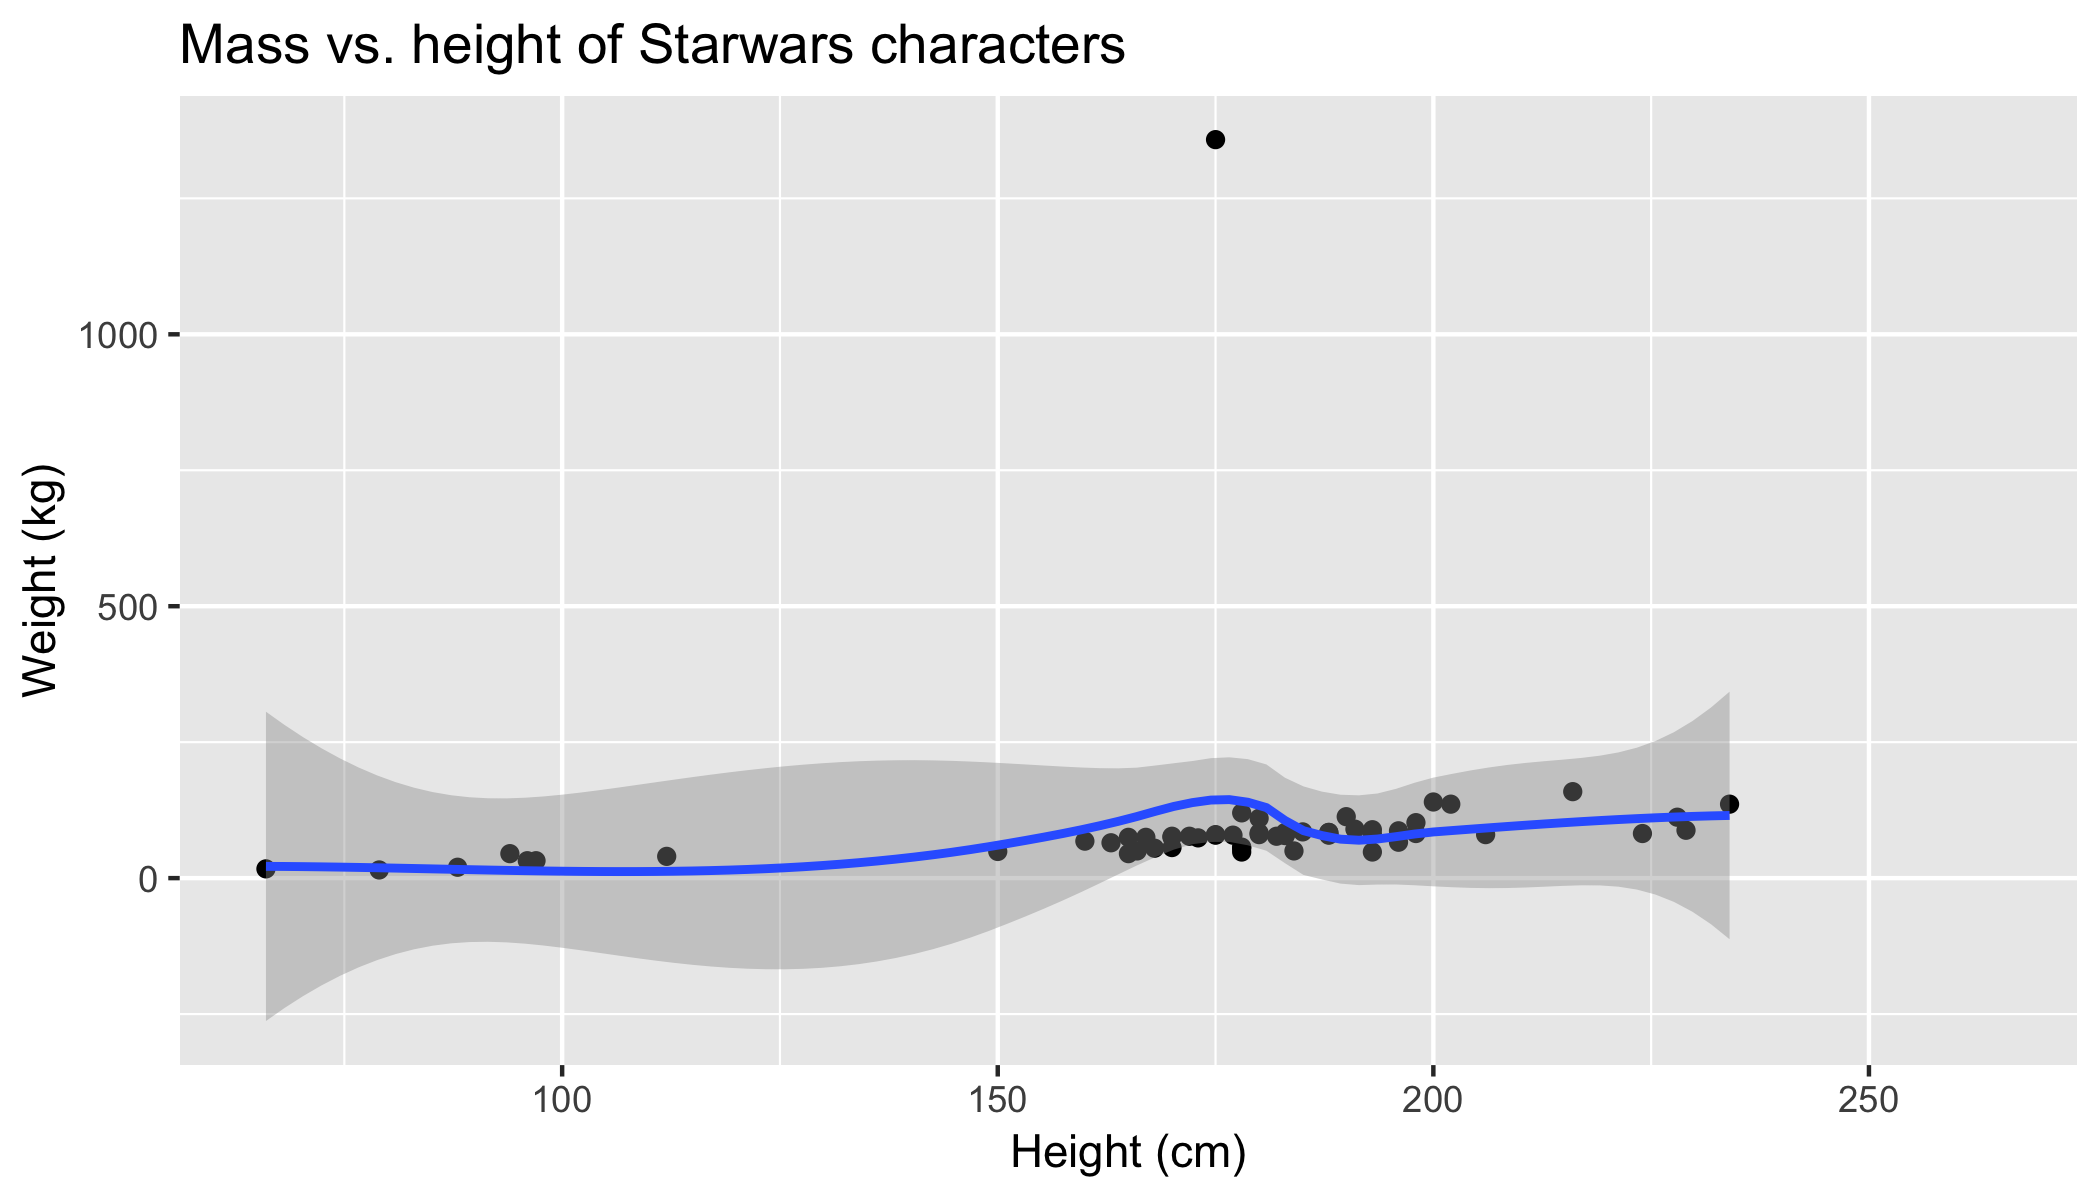 Mass vs. height of Starwars characters
1000
500
0
Weight (kg)
100 150 200 250
Height (cm)